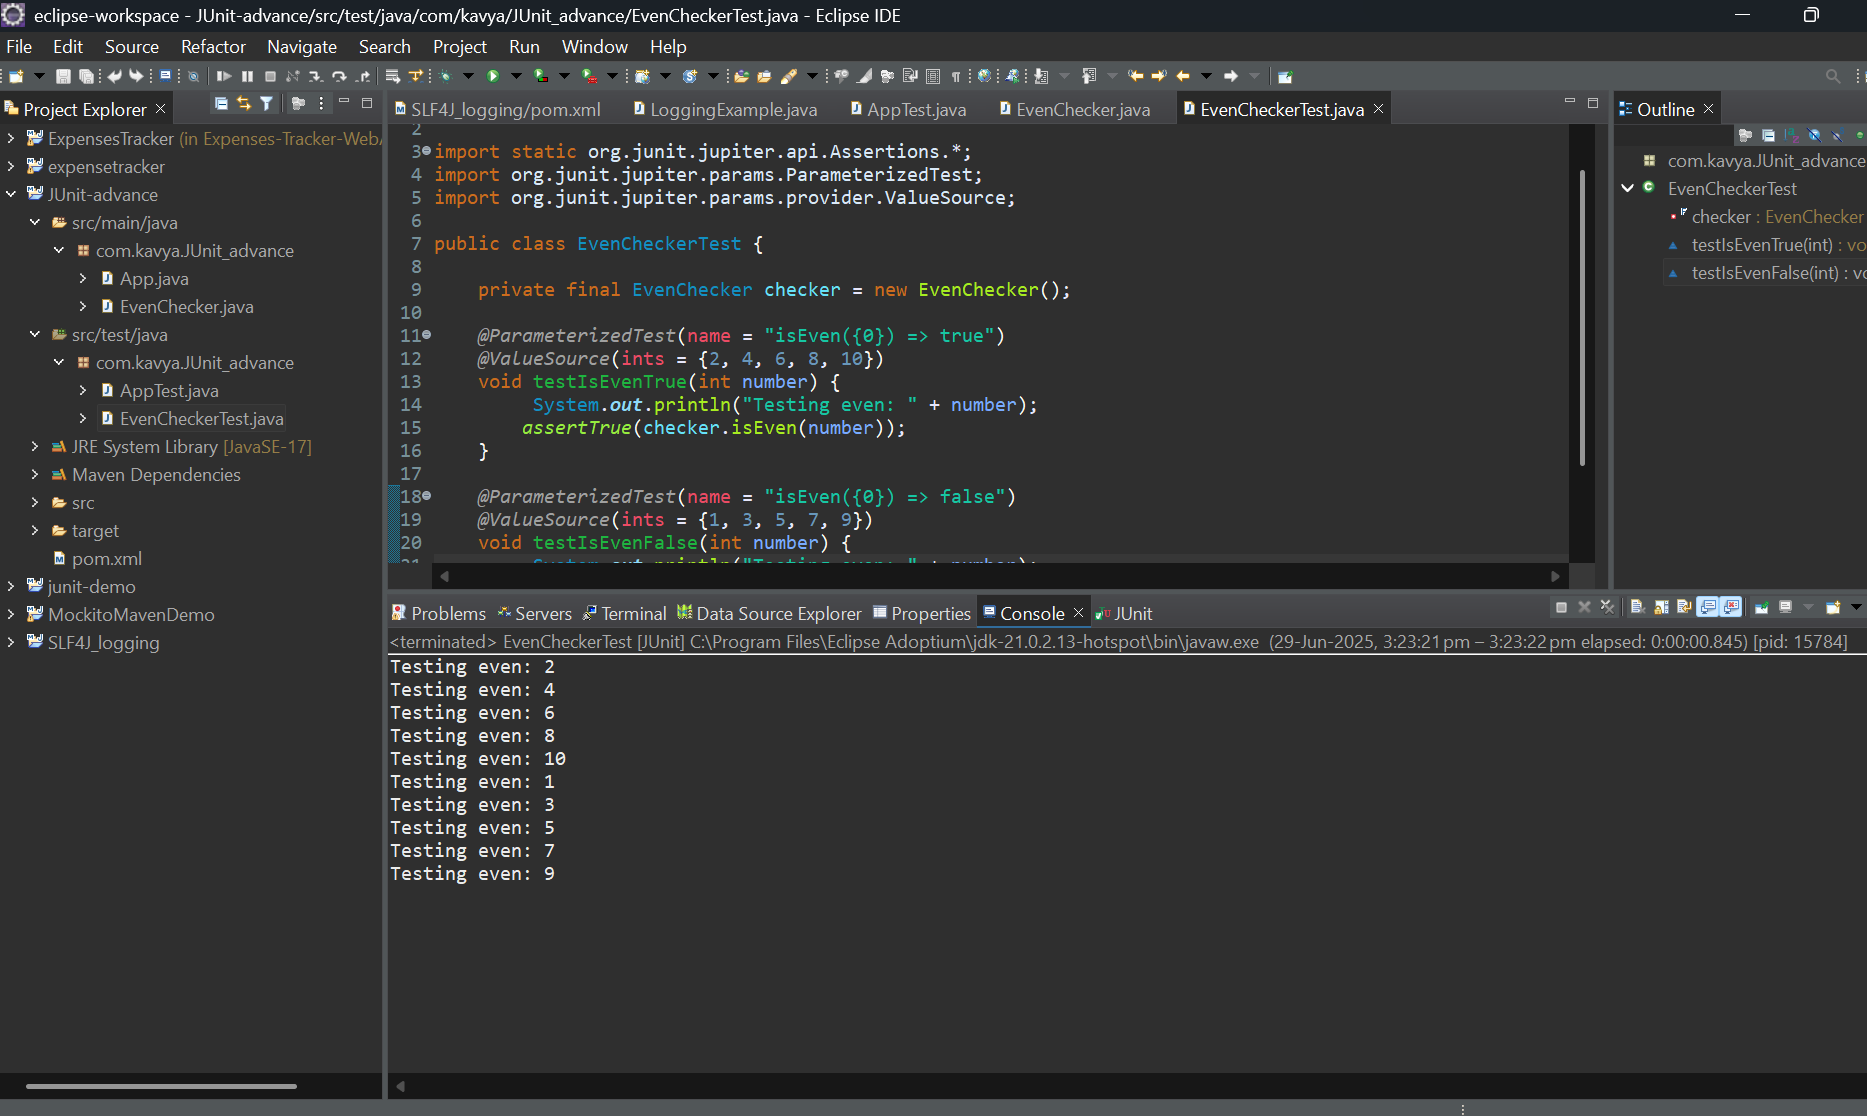 eclipse-workspace - JUnit-advance/src/test/java/com/kavya/JUnit_advance/EvenCheckerTest.java - Eclipse IDE
File Edit Source Refactor Navigate Search Project Run Window Help
Project Explorer
ExpensesTracker (in Expenses-Tracker-WebA
expensetracker
JUnit-advance
src/main/java
com.kavya.JUnit_advance
App.java
EvenChecker.java
src/test/java
com.kavya.JUnit_advance
AppTest.java
EvenCheckerTest.java
JRE System Library [JavaSE-17]
Maven Dependencies
src
target
pom.xml
junit-demo
MockitoMavenDemo
SLF4J_logging
SLF4J_logging/pom.xml LoggingExample.java AppTest.java EvenChecker.java EvenCheckerTest.java
2
3 import static org.junit.jupiter.api.Assertions.*;
4 import org.junit.jupiter.params.ParameterizedTest;
5 import org.junit.jupiter.params.provider.ValueSource;
6
7 public class EvenCheckerTest {
8
9 private final EvenChecker checker = new EvenChecker();
10
11 @ParameterizedTest(name = "isEven({0}) => true")
12 @ValueSource(ints = {2, 4, 6, 8, 10})
13 void testIsEvenTrue(int number) {
14 System.out.println("Testing even: " + number);
15 assertTrue(checker.isEven(number));
16 }
17
18 @ParameterizedTest(name = "isEven({0}) => false")
19 @ValueSource(ints = {1, 3, 5, 7, 9})
20 void testIsEvenFalse(int number) {
21 System.out.println("Testing even: " + number);
Outline
com.kavya.JUnit_advance
EvenCheckerTest
checker : EvenChecker
testIsEvenTrue(int) : vo
testIsEvenFalse(int) : vo
Problems Servers Terminal Data Source Explorer Properties Console JUnit
<terminated> EvenCheckerTest [JUnit] C:\Program Files\Eclipse Adoptium\jdk-21.0.2.13-hotspot\bin\javaw.exe (29-Jun-2025, 3:23:21 pm – 3:23:22 pm elapsed: 0:00:00.845) [pid: 15784]
Testing even: 2
Testing even: 4
Testing even: 6
Testing even: 8
Testing even: 10
Testing even: 1
Testing even: 3
Testing even: 5
Testing even: 7
Testing even: 9